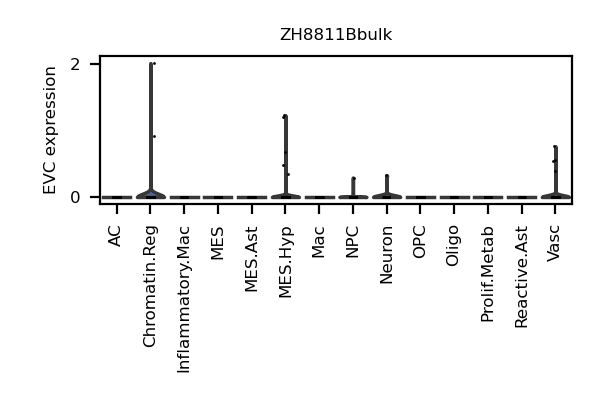 ZH8811Bbulk
EVC expression
2
0
AC
Chromatin.Reg
Inflammatory.Mac
MES
MES.Ast
MES.Hyp
Mac
NPC
Neuron
OPC
Oligo
Prolif.Metab
Reactive.Ast
Vasc